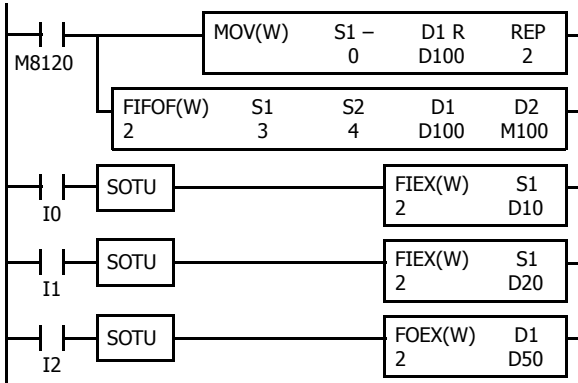 MOV(W) S1 – D1 R REP
0 D100 2
M8120
FIFOF(W) S1 S2 D1 D2
2 3 4 D100 M100
SOTU FIEX(W) S1
2 D10
I0
SOTU FIEX(W) S1
2 D20
I1
SOTU FOEX(W) D1
2 D50
I2